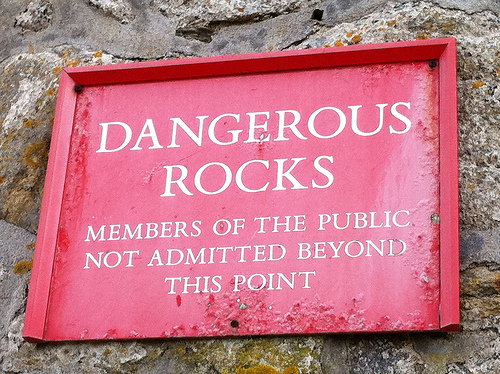 DANGEROUS
ROCKS
MEMBERS OF THE PUBLIC
NOT ADMITTED BEYOND
THIS POINT